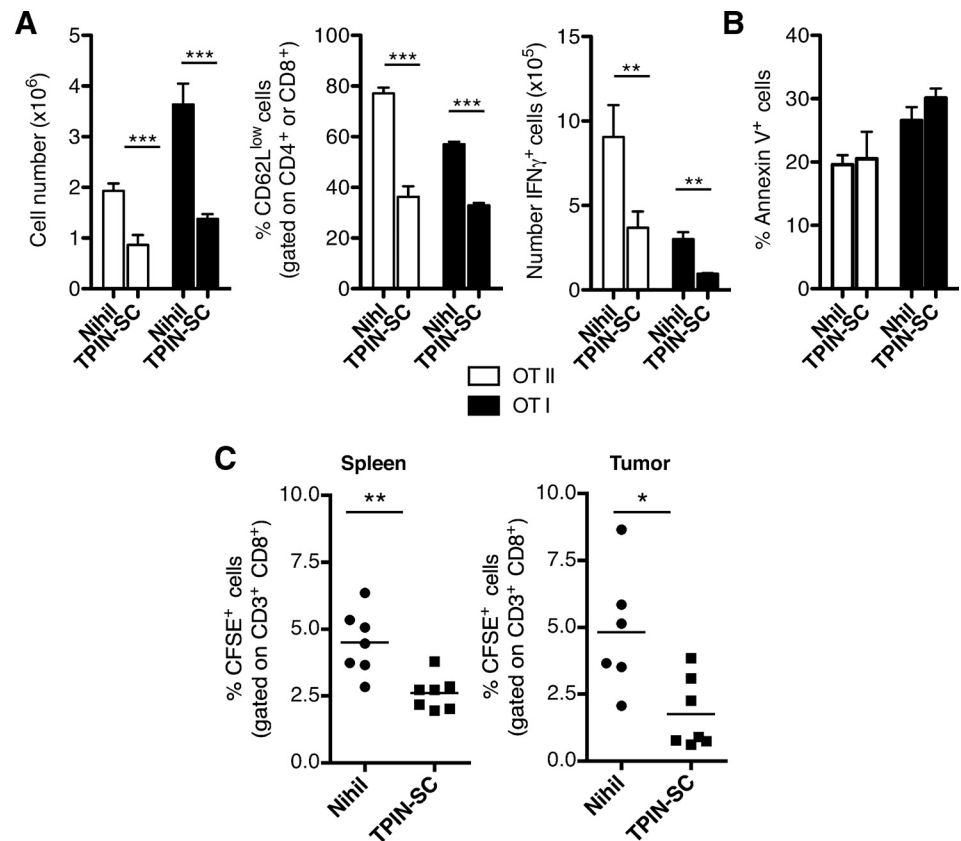 A
Cell number (x10⁶)
5
4
3
2
1
0
***
***
Nihil
TPIN-SC
Nihil
TPIN-SC
% CD62Lˡᵒʷ cells
(gated on CD4⁺ or CD8⁺)
100
80
60
40
20
0
***
***
Nihl
TPIN-SC
Nihl
TPIN-SC
Number IFNγ⁺ cells (x10⁵)
15
10
5
0
**
**
Nihil
TPIN-SC
Nihil
TPIN-SC
B
% Annexin V⁺ cells
40
30
20
10
0
Nhil
TPIN-SC
Nhil
TPIN-SC
OT II
OT I
C
Spleen
% CFSE⁺ cells
(gated on CD3⁺ CD8⁺)
10.0
7.5
5.0
2.5
0.0
**
Nihil
TPIN-SC
Tumor
% CFSE⁺ cells
(gated on CD3⁺ CD8⁺)
10.0
7.5
5.0
2.5
0.0
*
Nihil
TPIN-SC